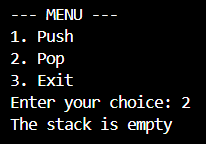 --- MENU ---
1. Push
2. Pop
3. Exit
Enter your choice: 2
The stack is empty